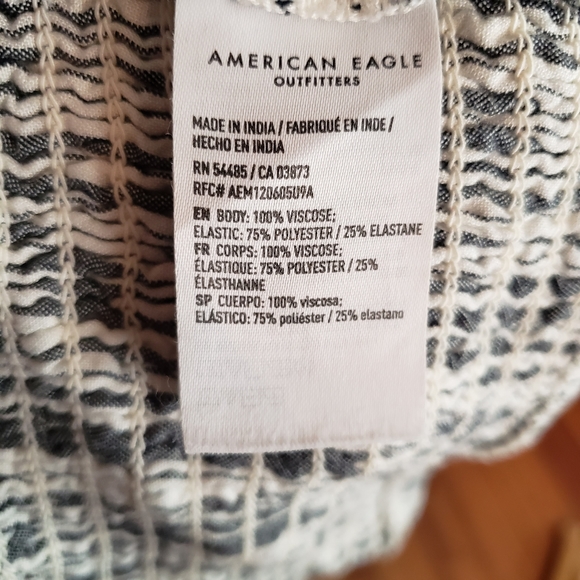 AMERICAN EAGLE
OUTFITTERS
MADE IN INDIA / FABRIQUÉ EN INDE /
HECHO EN INDIA
RN 54485 / CA 03873
RFC# AEM120605U9A
EN BODY: 100% VISCOSE;
ELASTIC: 75% POLYESTER / 25% ELASTANE
FR CORPS: 100% VISCOSE;
ÉLASTIQUE: 75% POLYESTER / 25%
ÉLASTHANNE
SP CUERPO: 100% viscosa;
ELÁSTICO: 75% poliéster / 25% elastano